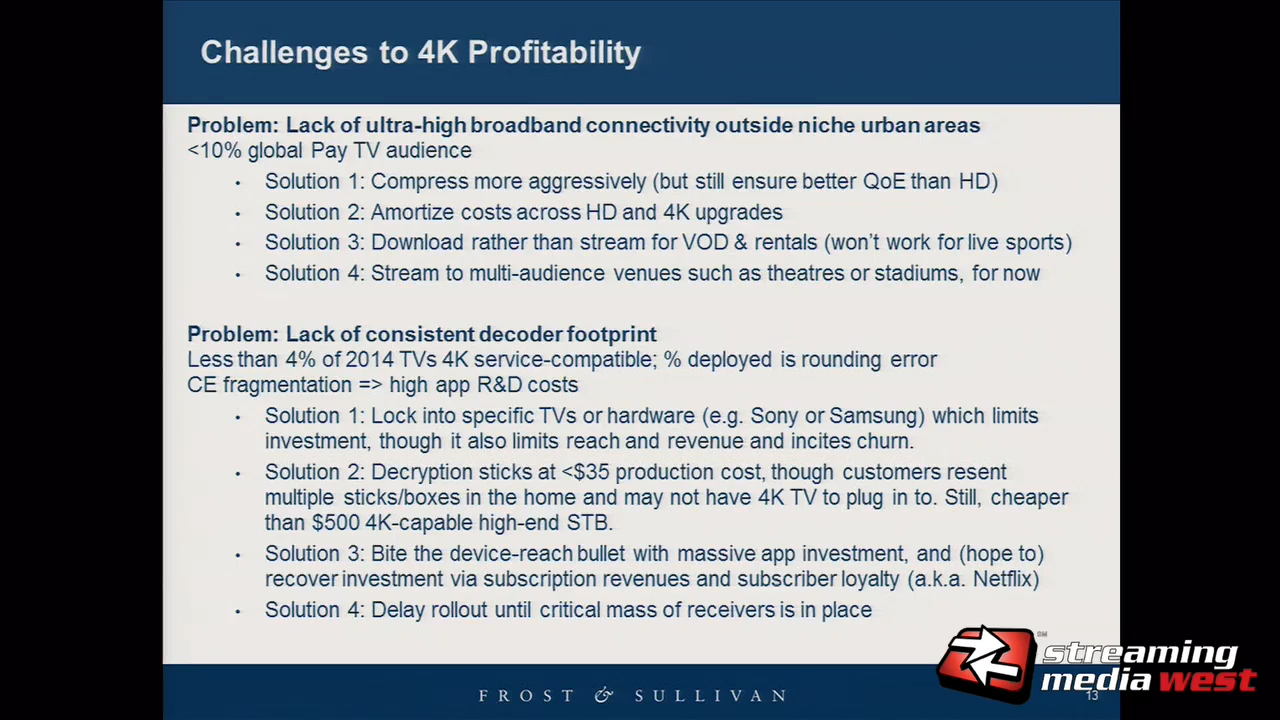 Challenges to 4K Profitability
Problem: Lack of ultra-high broadband connectivity outside niche urban areas
<10% global Pay TV audience
• Solution 1: Compress more aggressively (but still ensure better QoE than HD)
• Solution 2: Amortize costs across HD and 4K upgrades
• Solution 3: Download rather than stream for VOD & rentals (won't work for live sports)
• Solution 4: Stream to multi-audience venues such as theatres or stadiums, for now
Problem: Lack of consistent decoder footprint
Less than 4% of 2014 TVs 4K service-compatible; % deployed is rounding error
CE fragmentation => high app R&D costs
• Solution 1: Lock into specific TVs or hardware (e.g. Sony or Samsung) which limits
investment, though it also limits reach and revenue and incites churn.
• Solution 2: Decryption sticks at <$35 production cost, though customers resent
multiple sticks/boxes in the home and may not have 4K TV to plug in to. Still, cheaper
than $500 4K-capable high-end STB.
• Solution 3: Bite the device-reach bullet with massive app investment, and (hope to)
recover investment via subscription revenues and subscriber loyalty (a.k.a. Netflix)
• Solution 4: Delay rollout until critical mass of receivers is in place
FROST & SULLIVAN
13
SM
streaming
media west